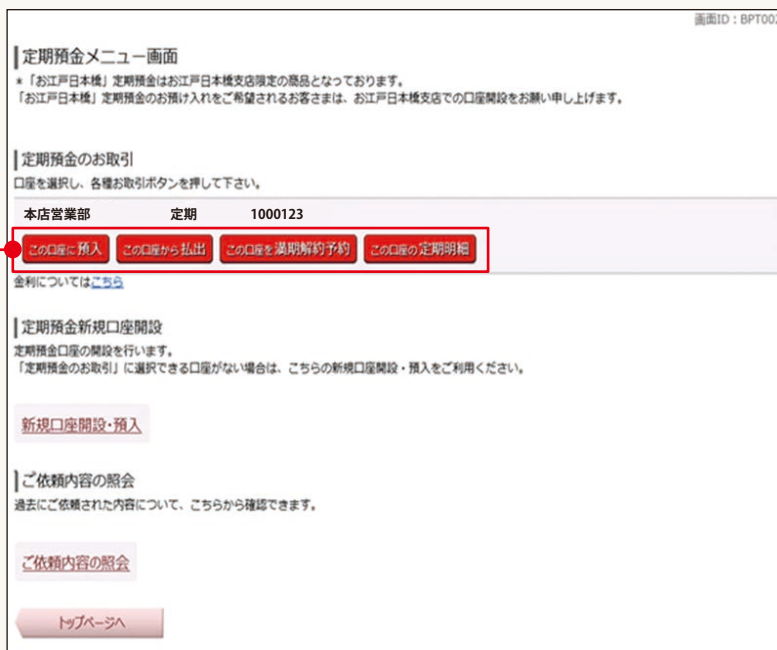 画面ID：BPT002
定期預金メニュー画面
*「お江戸日本橋」定期預金はお江戸日本橋支店限定の商品となっております。
「お江戸日本橋」定期預金のお預け入れをご希望されるお客さまは、お江戸日本橋支店での口座開設をお願い申し上げます。
定期預金のお取引
口座を選択し、各種お取引ボタンを押して下さい。
本店営業部 定期 1000123
この口座に預入 この口座から払出 この口座を満期解約予約 この口座の定期明細
金利についてはこちら
定期預金新規口座開設
定期預金口座の開設を行います。
「定期預金のお取引」に選択できる口座がない場合は、こちらの新規口座開設・預入をご利用ください。
新規口座開設・預入
ご依頼内容の照会
過去にご依頼された内容について、こちらから確認できます。
ご依頼内容の照会
トップページへ